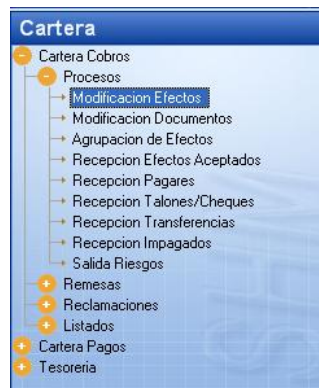 Cartera
Cartera Cobros
Procesos
Modificacion Efectos
Modificacion Documentos
Agrupacion de Efectos
Recepcion Efectos Aceptados
Recepcion Pagares
Recepcion Talones/Cheques
Recepcion Transferencias
Recepcion Impagados
Salida Riesgos
Remesas
Reclamaciones
Listados
Cartera Pagos
Tesoreria